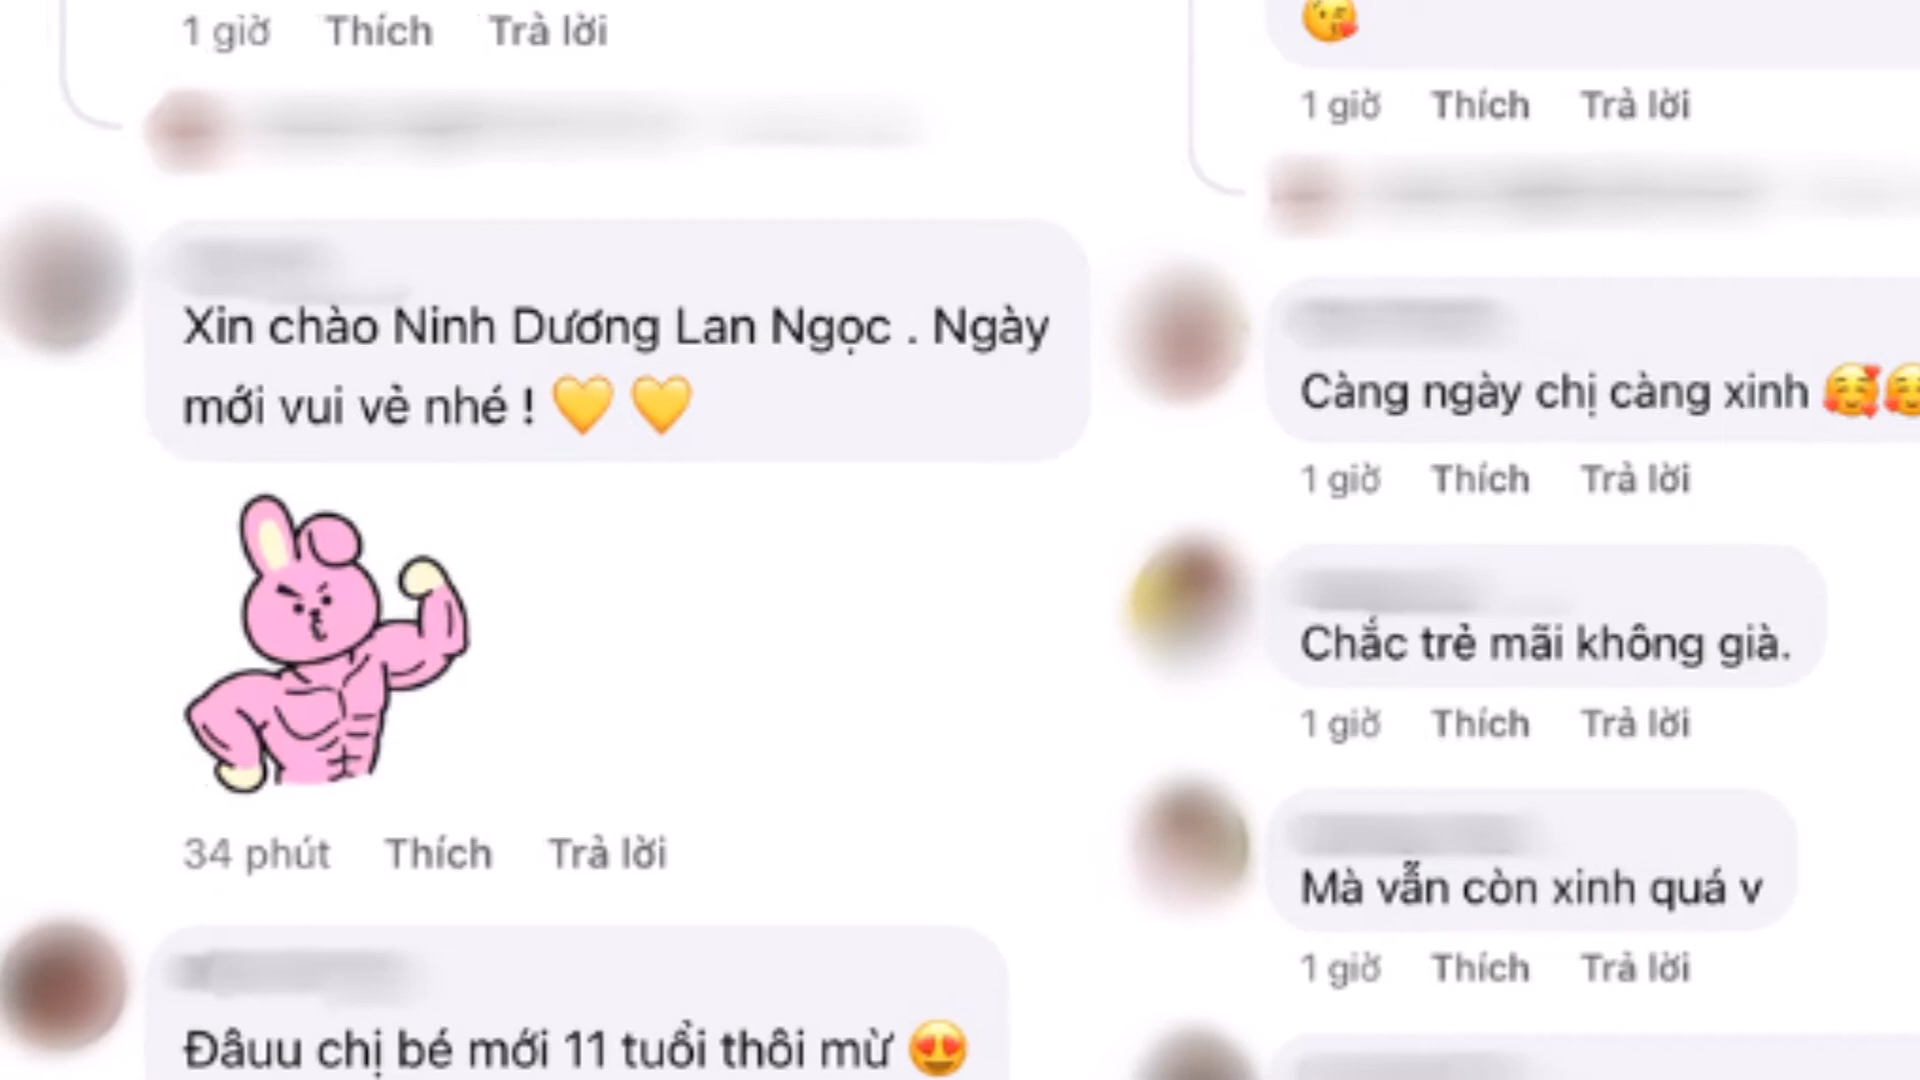 1 giờ Thích Trả lời
Xin chào Ninh Dương Lan Ngọc . Ngày
mới vui vẻ nhé ! 💛 💛
34 phút Thích Trả lời
Đâuu chị bé mới 11 tuổi thôi mừ 😍
😘
1 giờ Thích Trả lời
Càng ngày chị càng xinh 🥰🥰
1 giờ Thích Trả lời
Chắc trẻ mãi không già.
1 giờ Thích Trả lời
Mà vẫn còn xinh quá v
1 giờ Thích Trả lời